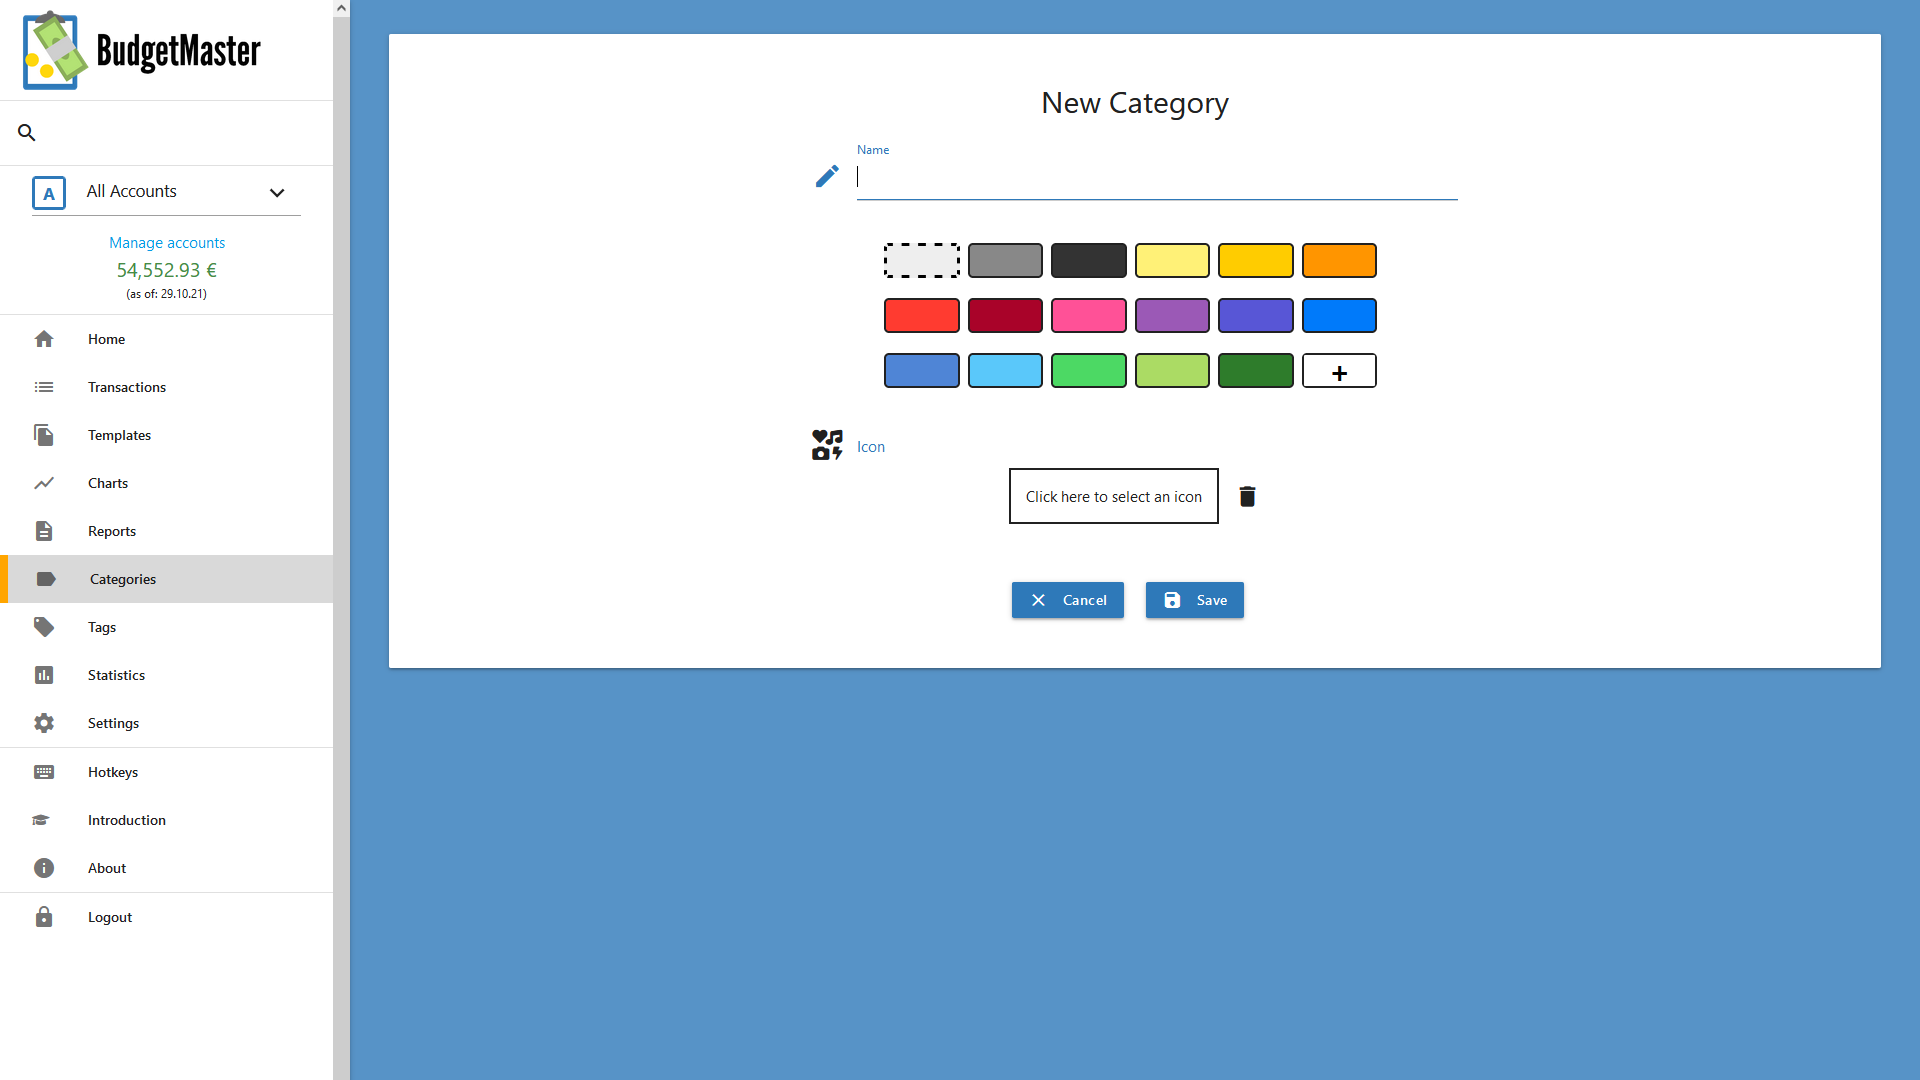 BudgetMaster
A
All Accounts
Manage accounts
54,552.93 €
(as of: 29.10.21)
Home
Transactions
Templates
Charts
Reports
Categories
Tags
Statistics
Settings
Hotkeys
Introduction
About
Logout
New Category
Name
+
Icon
Click here to select an icon
Cancel
Save